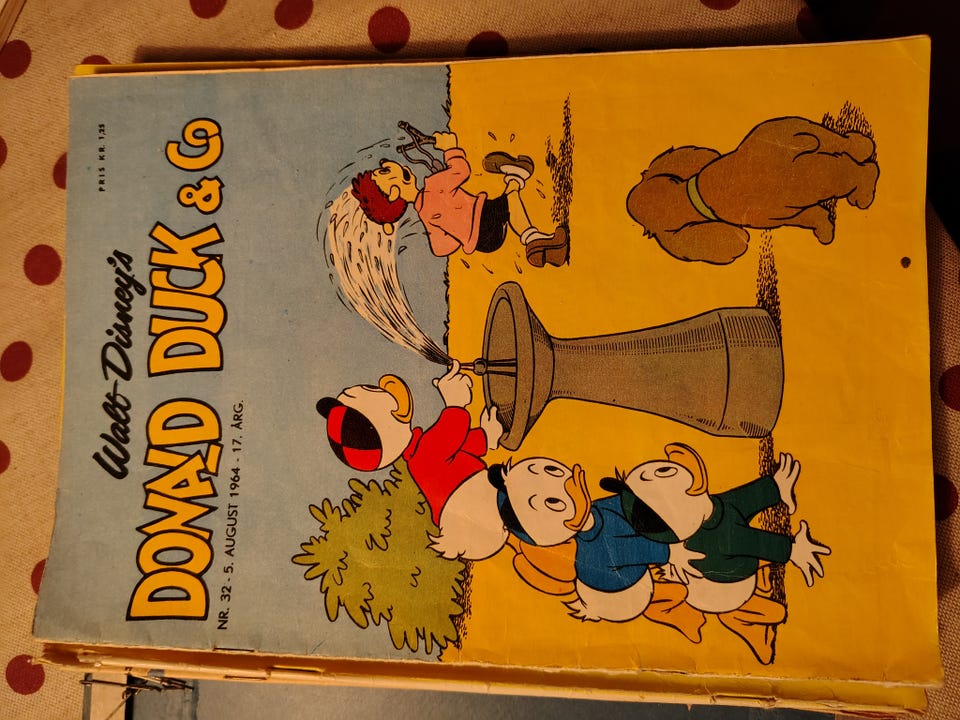 PRIS KR. 1,25
Walt Disney's
DONALD DUCK & Co
NR. 32 - 5. AUGUST 1964 - 17. ÅRG.